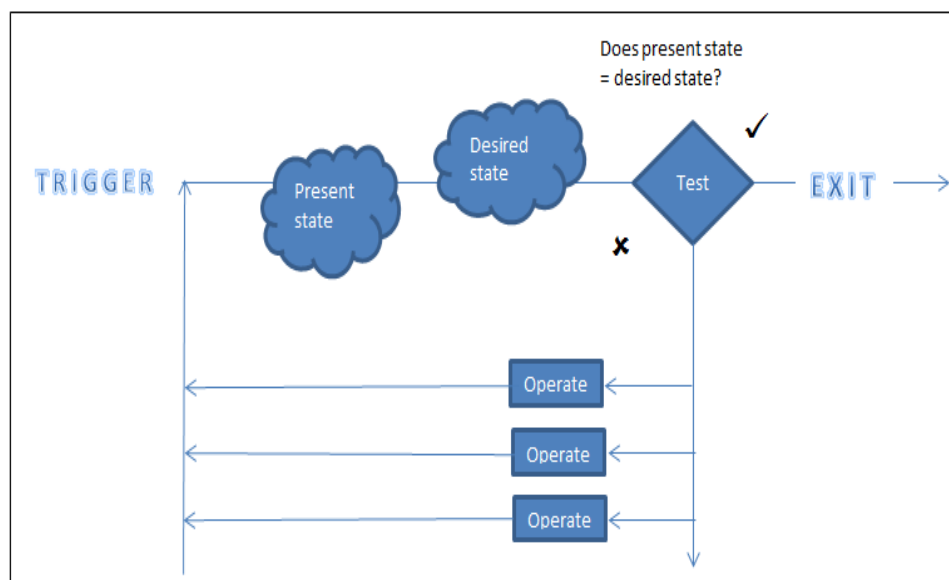 Does present state
= desired state?
Desired
state
✓
TRIGGER
Present
state
Test
EXIT
✘
Operate
Operate
Operate